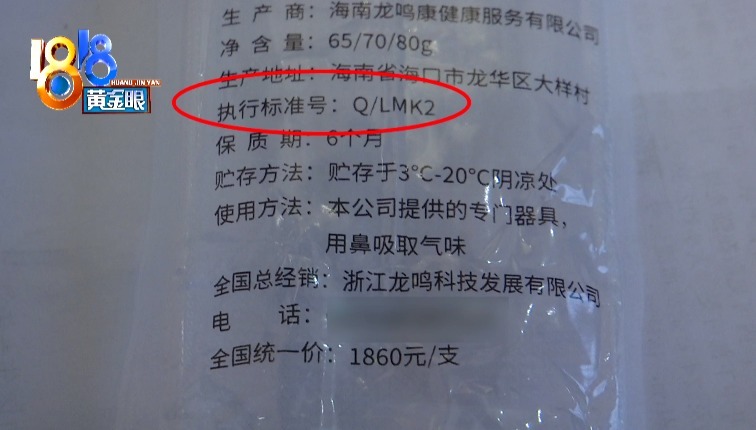 生产商：海南龙鸣康健康服务有限公司
净含量：65/70/80g
生产地址：海南省海口市龙华区大样村
执行标准号：Q/LMK2
保质期：6个月
贮存方法：贮存于3℃-20℃阴凉处
使用方法：本公司提供的专门器具，
用鼻吸取气味
全国总经销：浙江龙鸣科技发展有限公司
电话：
全国统一价：1860元/支
1818
HUANG JIN YAN
黄金眼